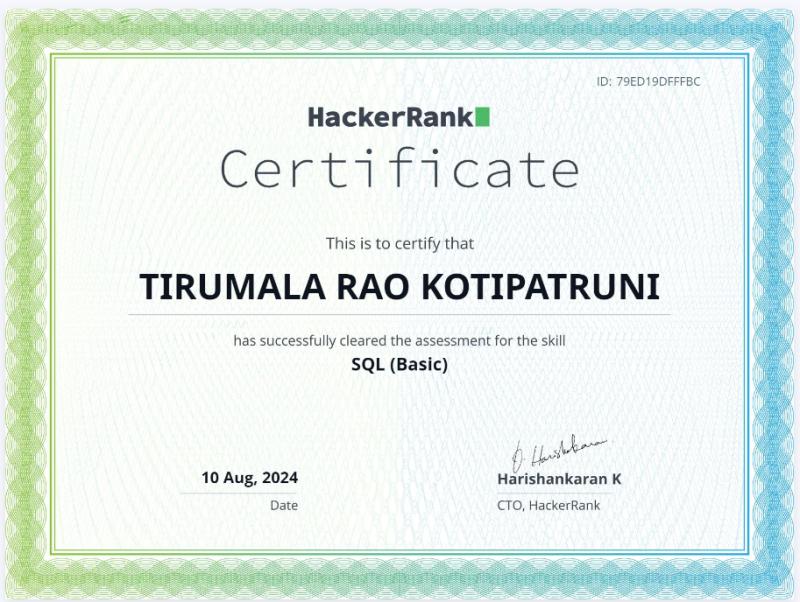 ID: 79ED19DFFFBC
HackerRank
Certificate
This is to certify that
TIRUMALA RAO KOTIPATRUNI
has successfully cleared the assessment for the skill
SQL (Basic)
10 Aug, 2024
Date
Harishankaran
Harishankaran K
CTO, HackerRank